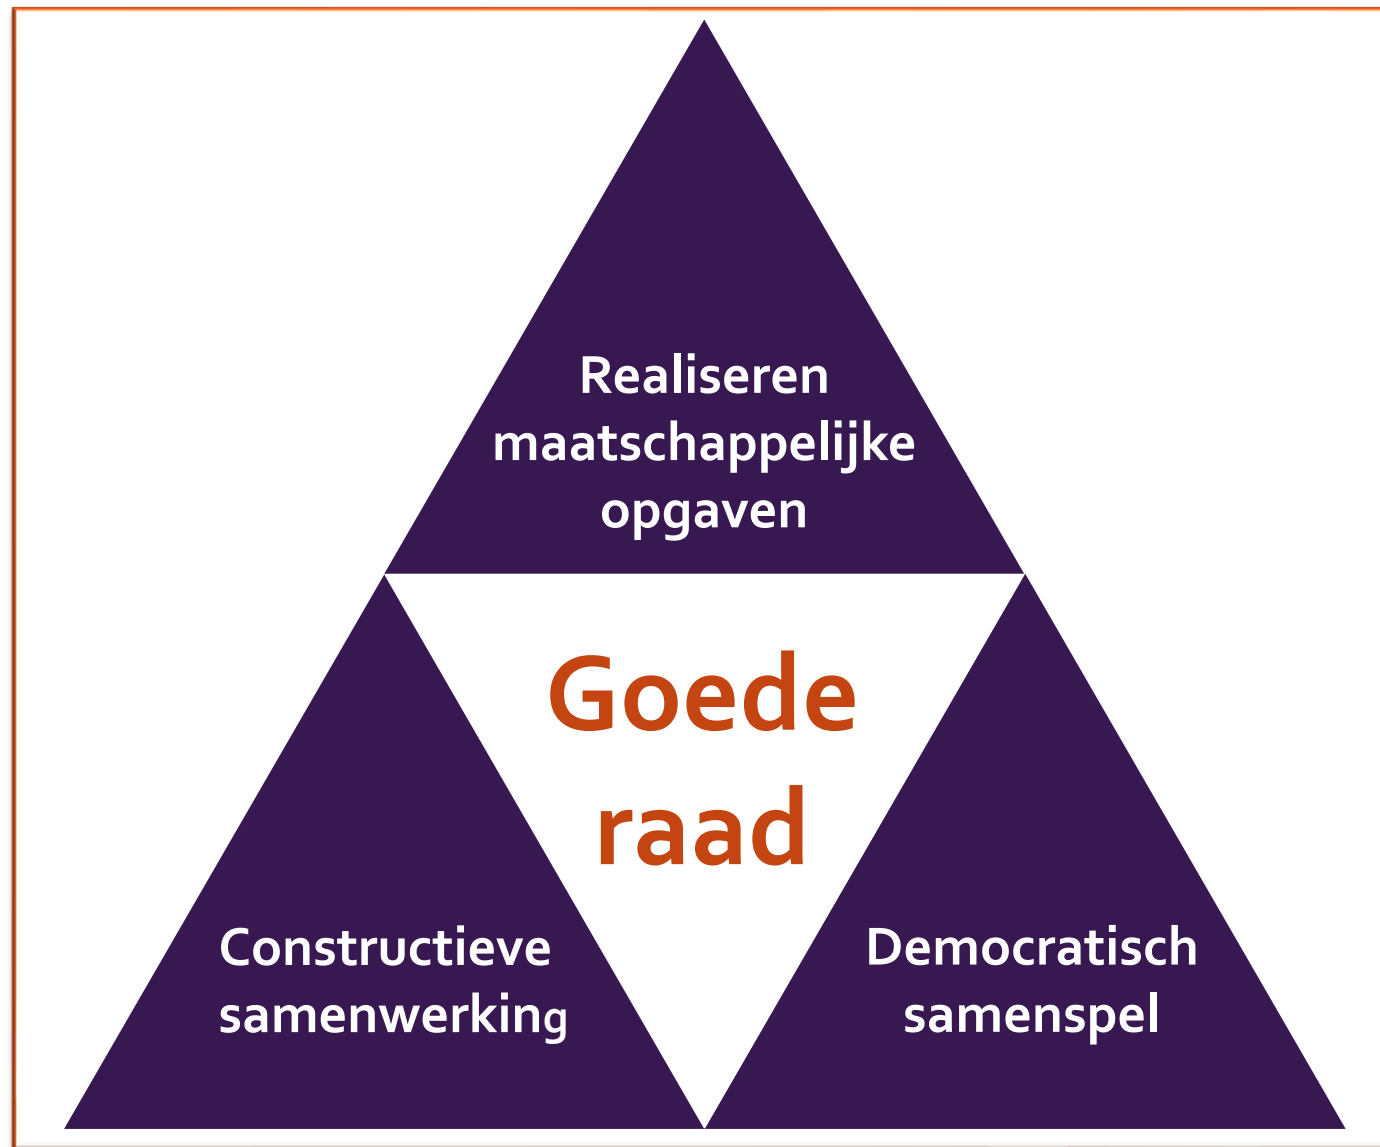 Realiseren
maatschappelijke
opgaven
Goede
raad
Constructieve
samenwerking
Democratisch
samenspel